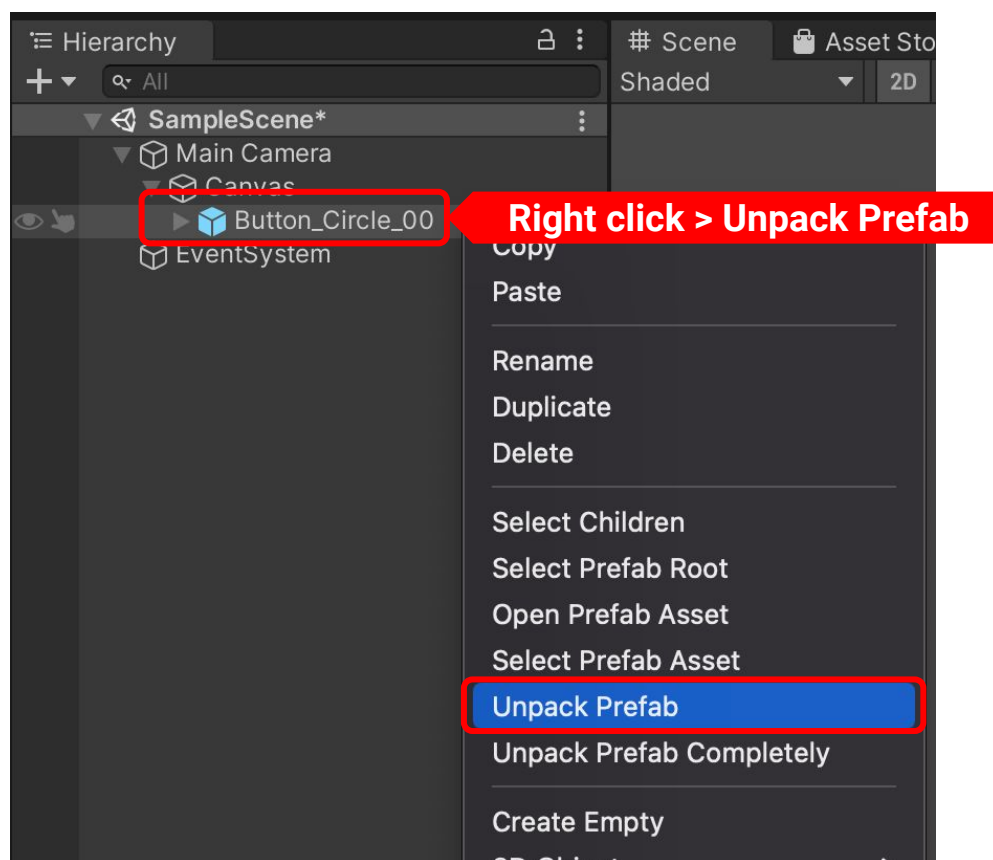 Hierarchy
# Scene
Asset Sto
All
Shaded
2D
SampleScene*
Main Camera
Canvas
Button_Circle_00
Right click > Unpack Prefab
EventSystem
Copy
Paste
Rename
Duplicate
Delete
Select Children
Select Prefab Root
Open Prefab Asset
Select Prefab Asset
Unpack Prefab
Unpack Prefab Completely
Create Empty